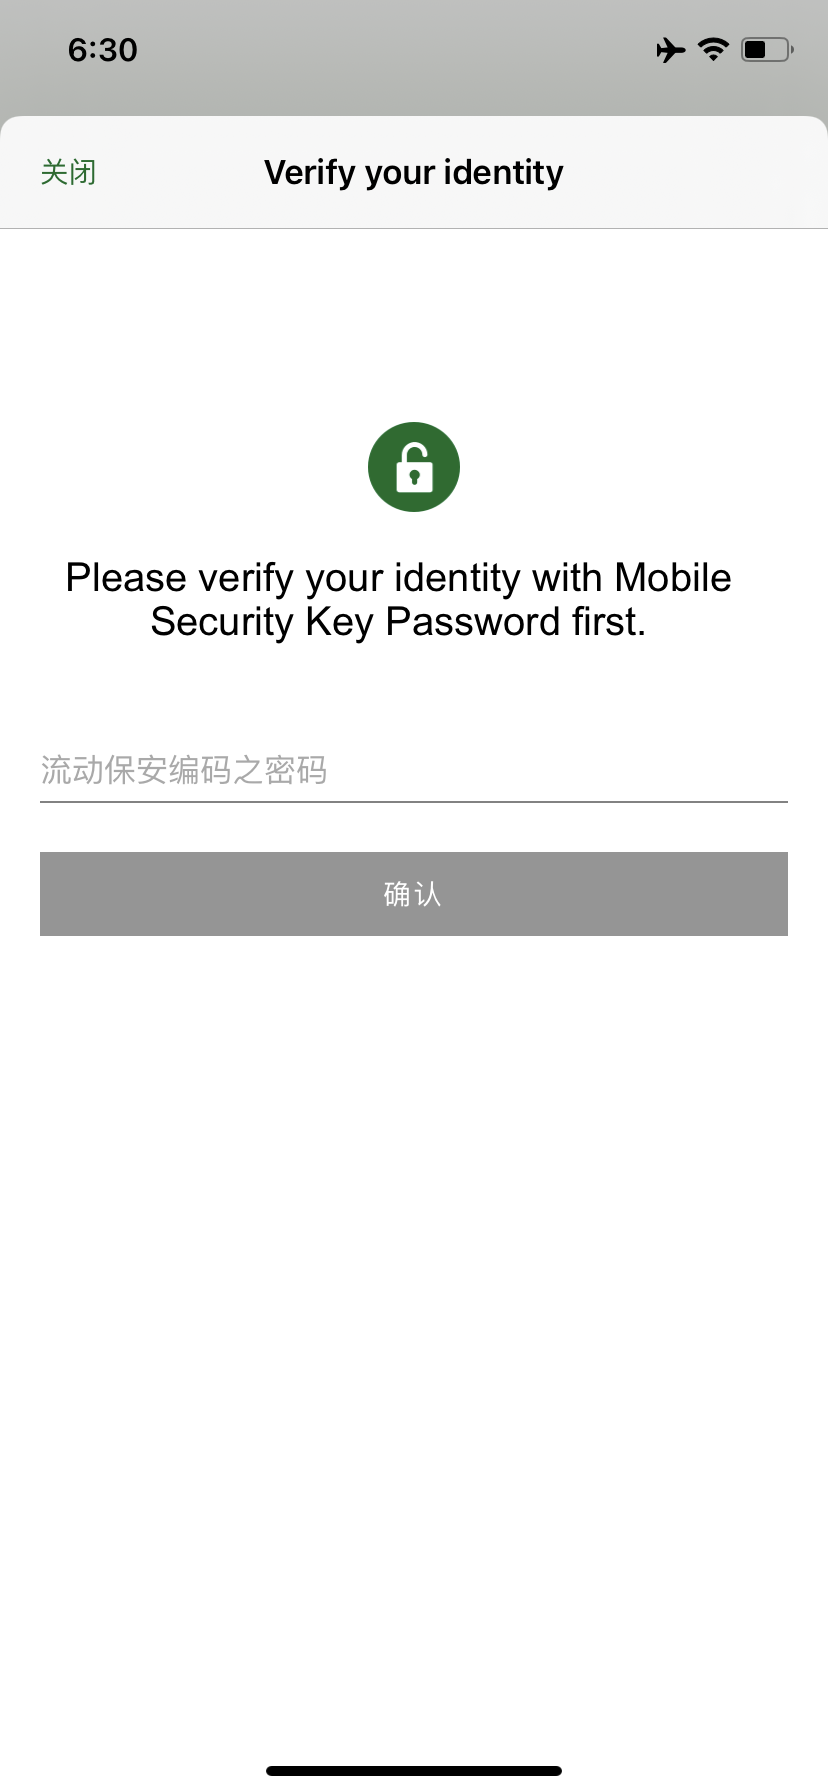 6:30
关闭
Verify your identity
Please verify your identity with Mobile
Security Key Password first.
流动保安编码之密码
确认